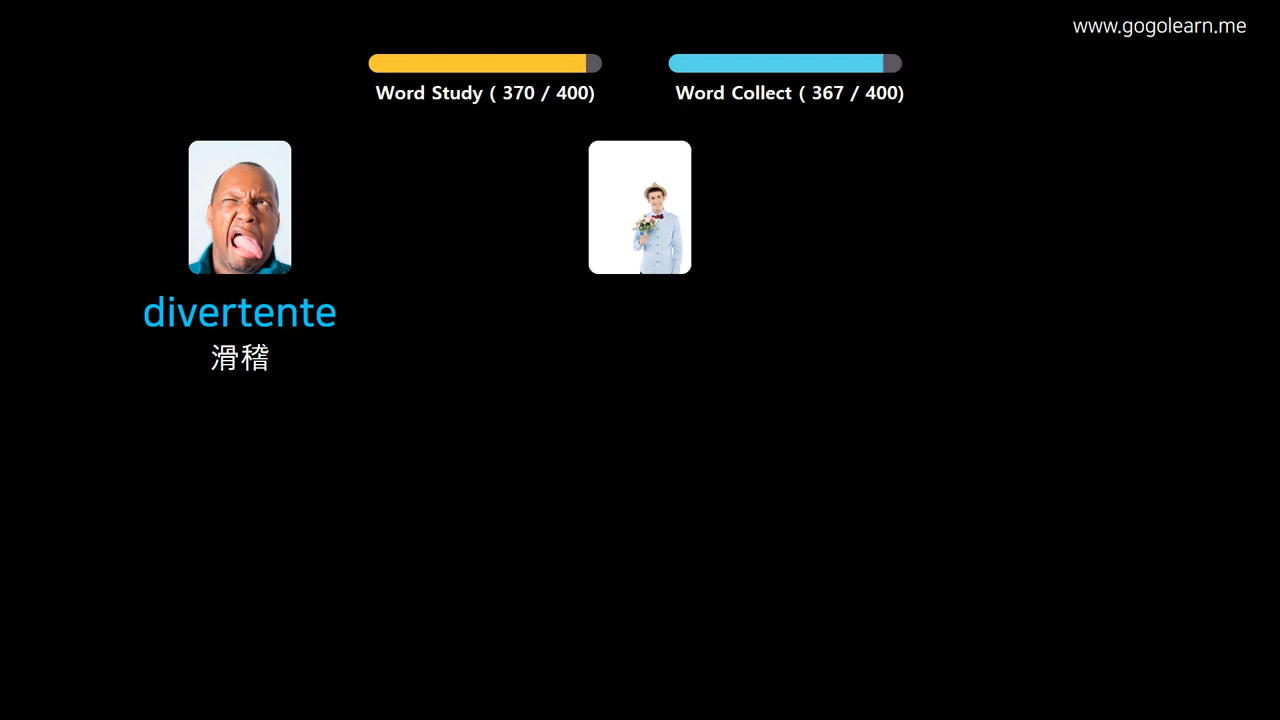 www.gogolearn.me
Word Study ( 370 / 400)
Word Collect ( 367 / 400)
divertente
滑稽